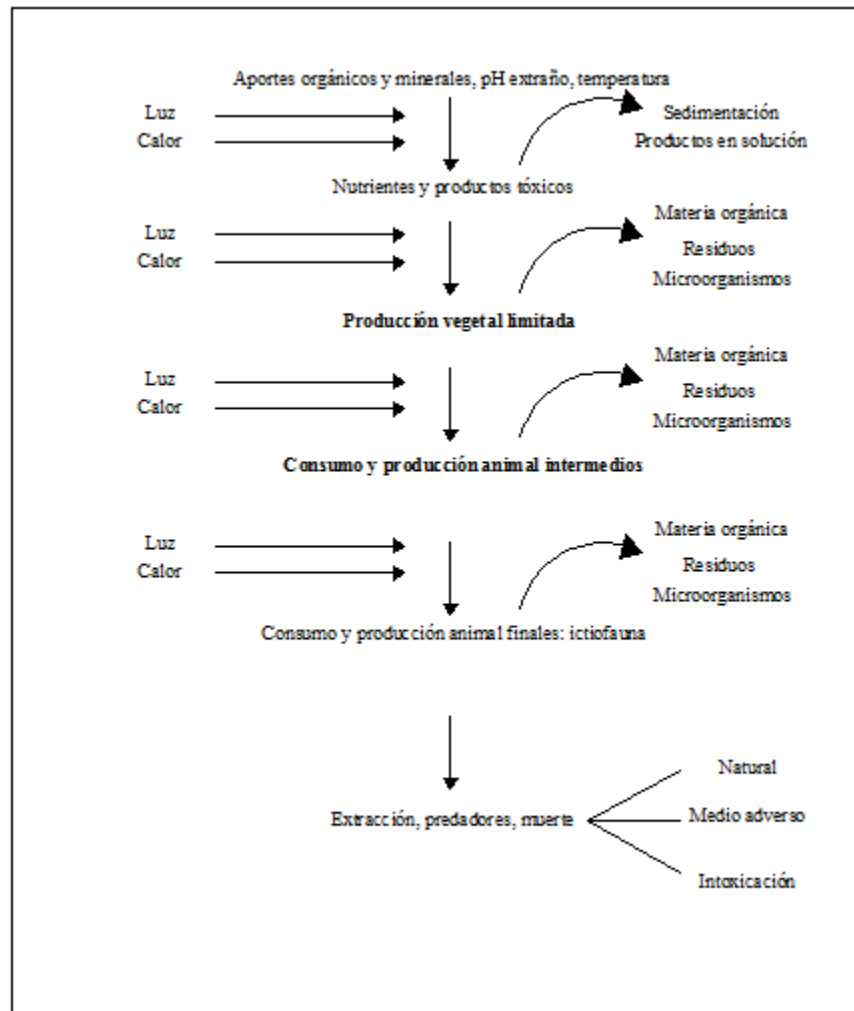 Aportes orgánicos y minerales, pH extraño, temperatura
Luz
Calor
Sedimentación
Productos en solución
Nutrientes y productos tóxicos
Luz
Calor
Materia orgánica
Residuos
Microorganismos
Producción vegetal limitada
Luz
Calor
Materia orgánica
Residuos
Microorganismos
Consumo y producción animal intermedios
Luz
Calor
Materia orgánica
Residuos
Microorganismos
Consumo y producción animal finales: ictiofauna
Extracción, predadores, muerte
Natural
Medio adverso
Intoxicación